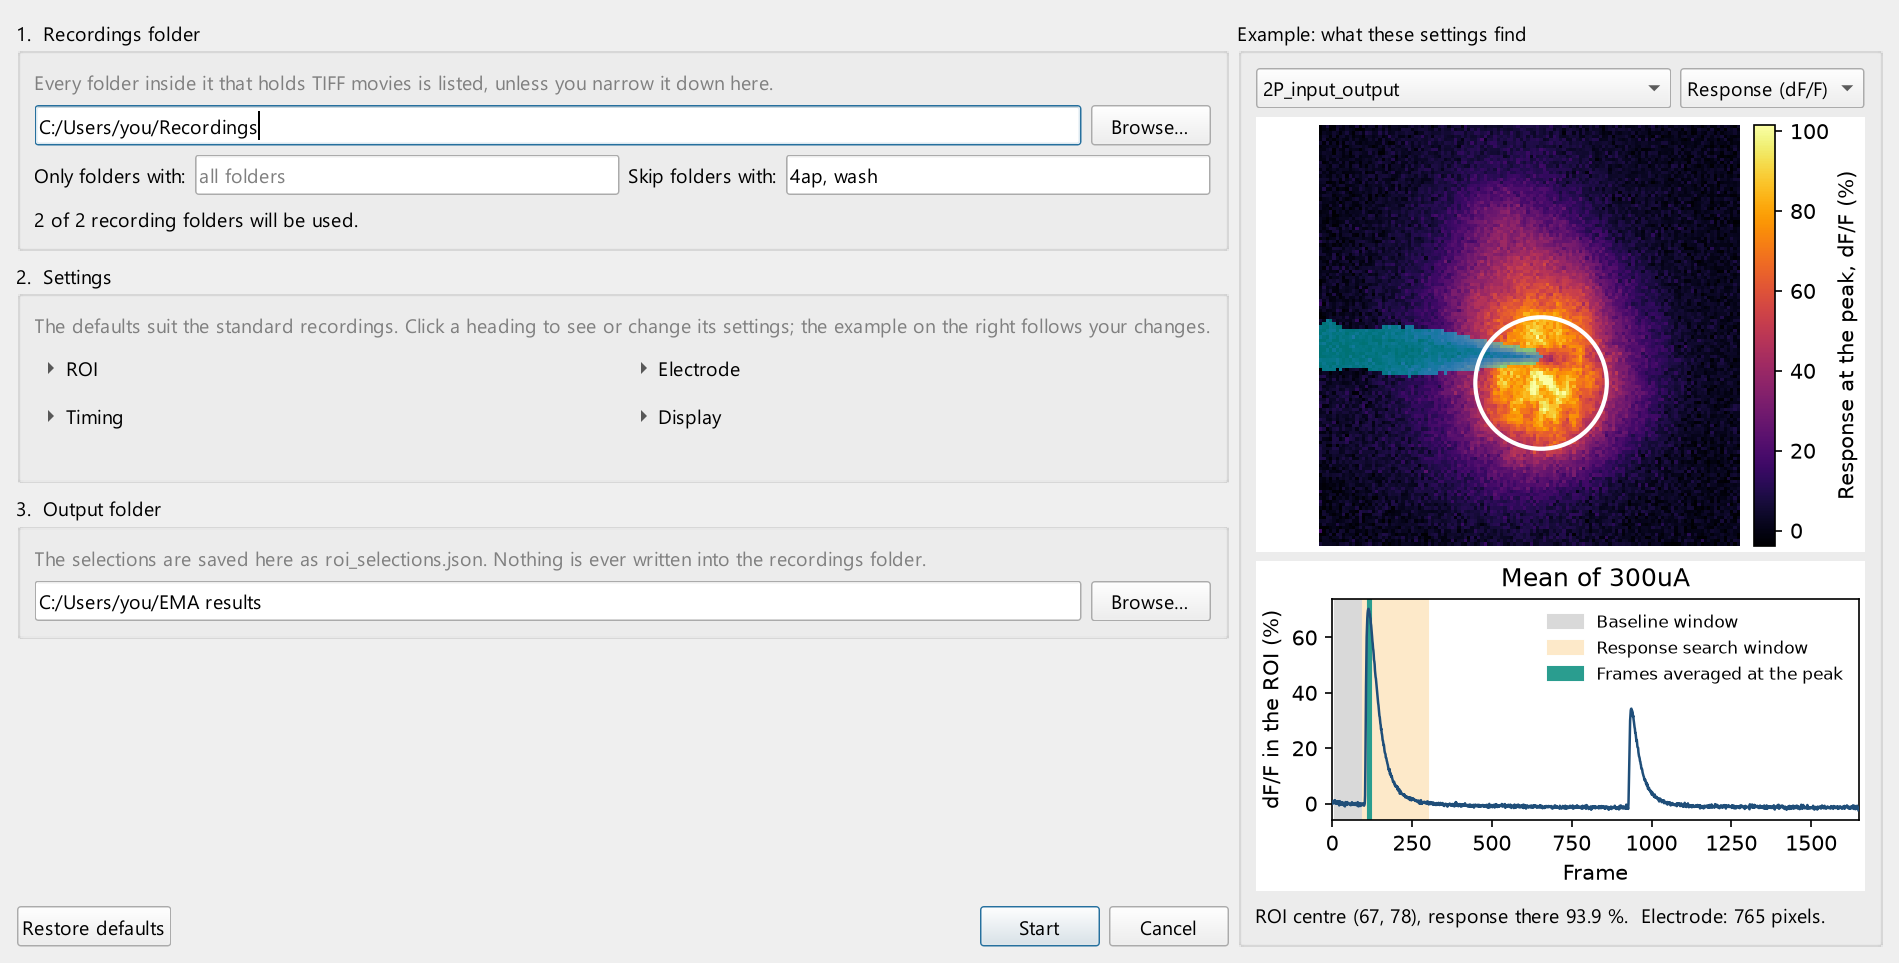 1. Recordings folder
Every folder inside it that holds TIFF movies is listed, unless you narrow it down here.
C:/Users/you/Recordings
Browse...
Only folders with:
all folders
Skip folders with:
4ap, wash
2 of 2 recording folders will be used.
2. Settings
The defaults suit the standard recordings. Click a heading to see or change its settings; the example on the right follows your changes.
ROI
Electrode
Timing
Display
3. Output folder
The selections are saved here as roi_selections.json. Nothing is ever written into the recordings folder.
C:/Users/you/EMA results
Browse...
Restore defaults
Start
Cancel
Example: what these settings find
2P_input_output
Response (dF/F)
100
80
60
40
20
0
Response at the peak, dF/F (%)
Mean of 300uA
Baseline window
Response search window
Frames averaged at the peak
dF/F in the ROI (%)
60
40
20
0
0 250 500 750 1000 1250 1500
Frame
ROI centre (67, 78), response there 93.9 %. Electrode: 765 pixels.